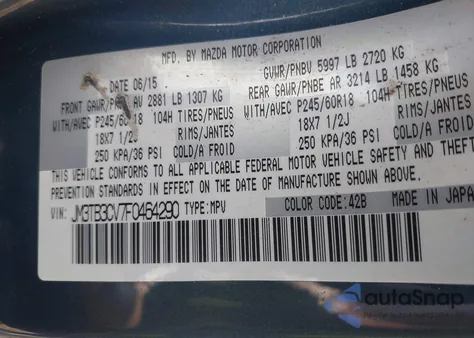 MFD. BY MAZDA MOTOR CORPORATION
DATE 06/15 GVWR/PNBV 5997 LB 2720 KG
FRONT GAWR/ AV 2881 LB 1307 KG REAR GAWR/PNBE AR 3214 LB 1458 KG
WITH/AVEC P245/60R18 104H TIRES/PNEUS WITH/AVEC P245/60R18 104H TIRES/PNEUS
18X7 1/2J RIMS/JANTES 18X7 1/2J RIMS/JANTES
250 KPA/36 PSI COLD/A FROID 250 KPA/36 PSI COLD/A FROID
THIS VEHICLE CONFORMS TO ALL APPLICABLE FEDERAL MOTOR VEHICLE SAFETY AND THEFT
PREVENTION STANDARDS IN EFFECT ON THE DATE OF MANUFACTURE SHOWN ABOVE.
VIN: JM3TB3CV7F0464290 TYPE:MPV COLOR CODE:42B MADE IN JAPAN
autoSnap